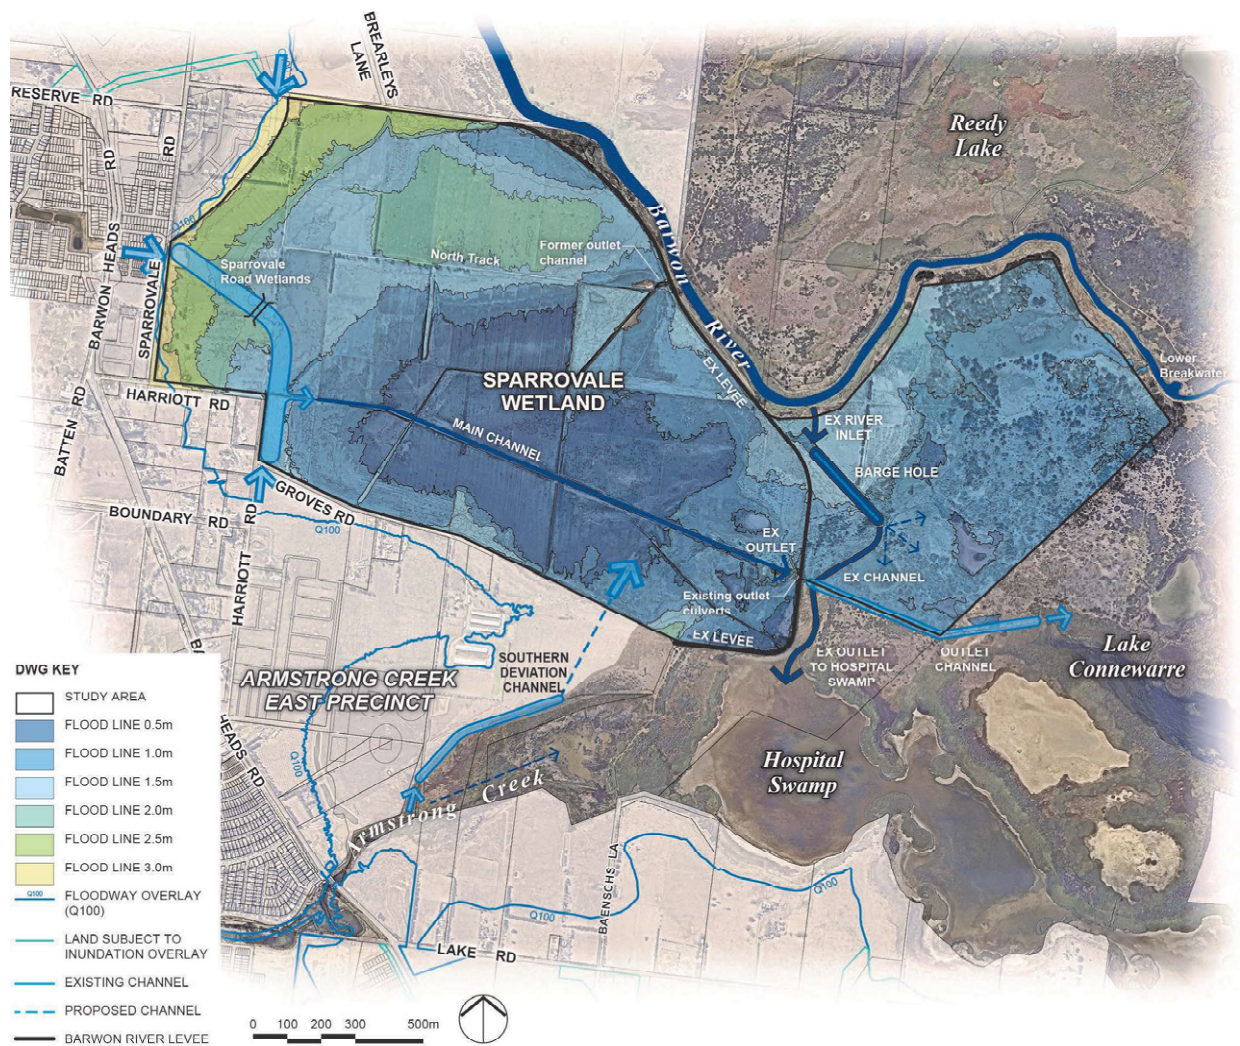 BREARLEYS
LANE
RESERVE RD
RD
RD
BARWON HEADS
SPARROVALE
Q100
Reedy
Lake
Barwon
River
Former outlet
channel
North Track
Sparrovale
Road Wetlands
EX LEVEE
Lower
Breakwater
SPARROVALE
WETLAND
HARRIOTT RD
BATTEN RD
MAIN CHANNEL
EX RIVER
INLET
BARGE HOLE
GROVES RD
BOUNDARY RD
Q100
HARRIOTT RD
EX
OUTLET
EX CHANNEL
Existing outlet
culverts
EX LEVEE
EX OUTLET
TO HOSPITAL
SWAMP
OUTLET
CHANNEL
Lake
Connewarre
SOUTHERN
DEVIATION
CHANNEL
ARMSTRONG CREEK
EAST PRECINCT
HEADS RD
Q100
Hospital
Swamp
Armstrong Creek
BAENSCHS LA
Q100
Q100
LAKE RD
DWG KEY
STUDY AREA
FLOOD LINE 0.5m
FLOOD LINE 1.0m
FLOOD LINE 1.5m
FLOOD LINE 2.0m
FLOOD LINE 2.5m
FLOOD LINE 3.0m
Q100
FLOODWAY OVERLAY
(Q100)
LAND SUBJECT TO
INUNDATION OVERLAY
EXISTING CHANNEL
PROPOSED CHANNEL
BARWON RIVER LEVEE
0 100 200 300 500m